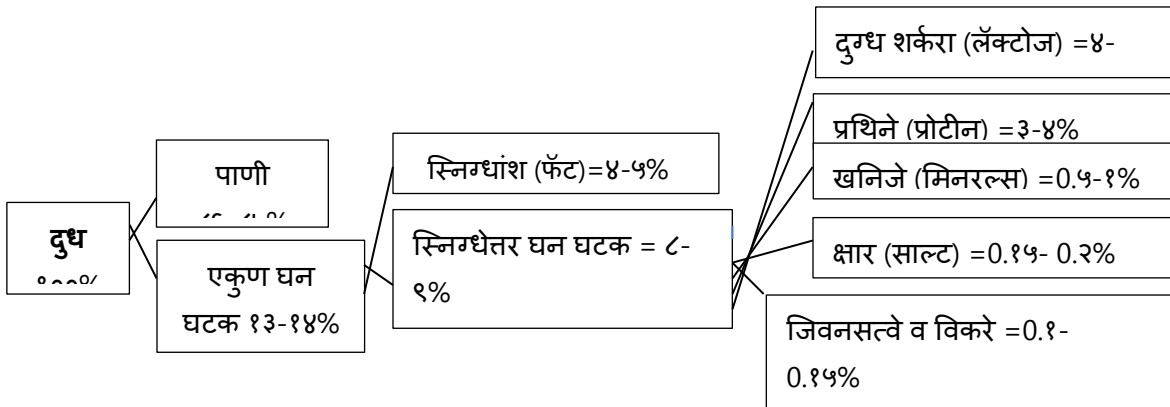 दुध
पाणी
एकुण घन
घटक १३-१४%
स्निग्धांश (फॅट)=४-५%
स्निग्धेत्तर घन घटक = ८-
९%
दुग्ध शर्करा (लॅक्टोज) =४-
प्रथिने (प्रोटीन) =३-४%
खनिजे (मिनरल्स) =0.५-१%
क्षार (साल्ट) =0.१५- 0.२%
जिवनसत्वे व विकरे =0.१-
0.१५%